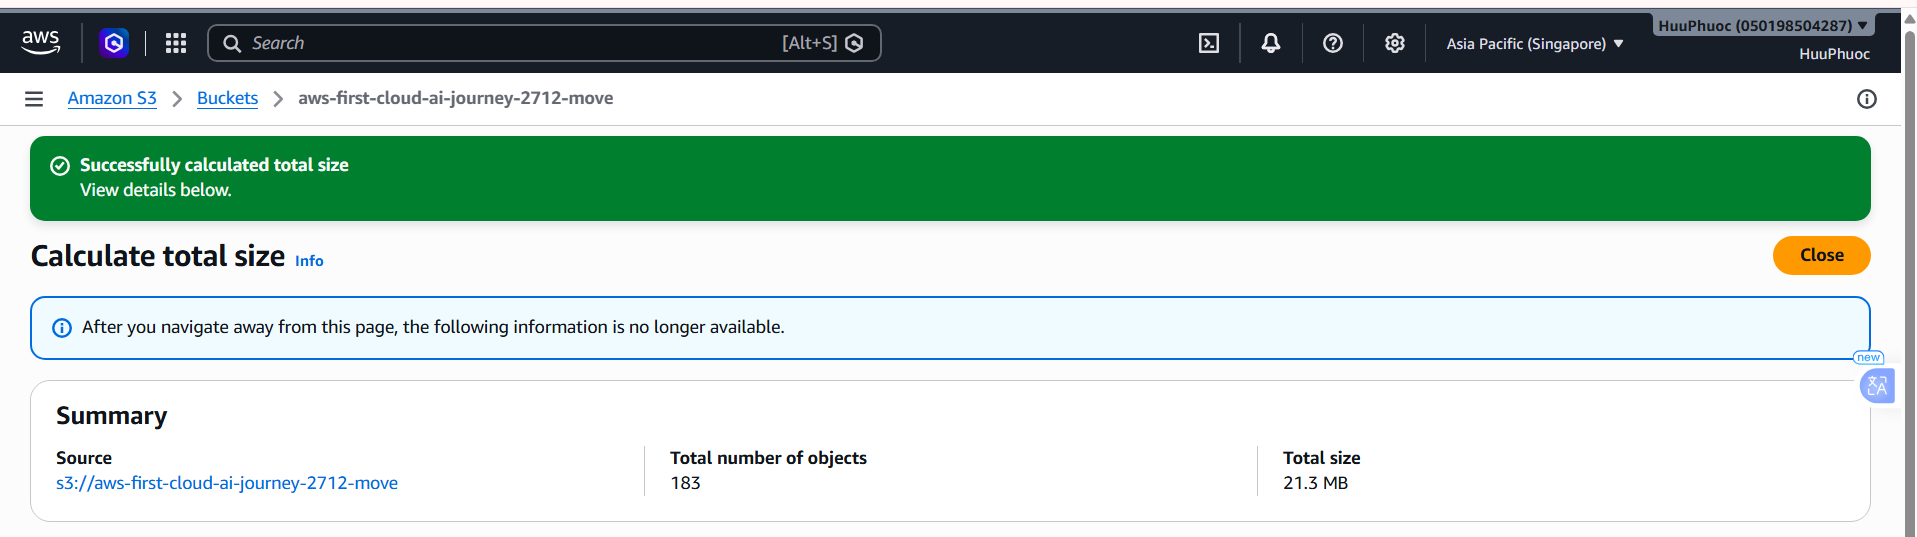 aws
Search
[Alt+S]
Asia Pacific (Singapore)
HuuPhuoc (050198504287)
HuuPhuoc
Amazon S3
Buckets
aws-first-cloud-ai-journey-2712-move
Successfully calculated total size
View details below.
Calculate total size
Info
Close
After you navigate away from this page, the following information is no longer available.
new
Summary
Source
s3://aws-first-cloud-ai-journey-2712-move
Total number of objects
183
Total size
21.3 MB